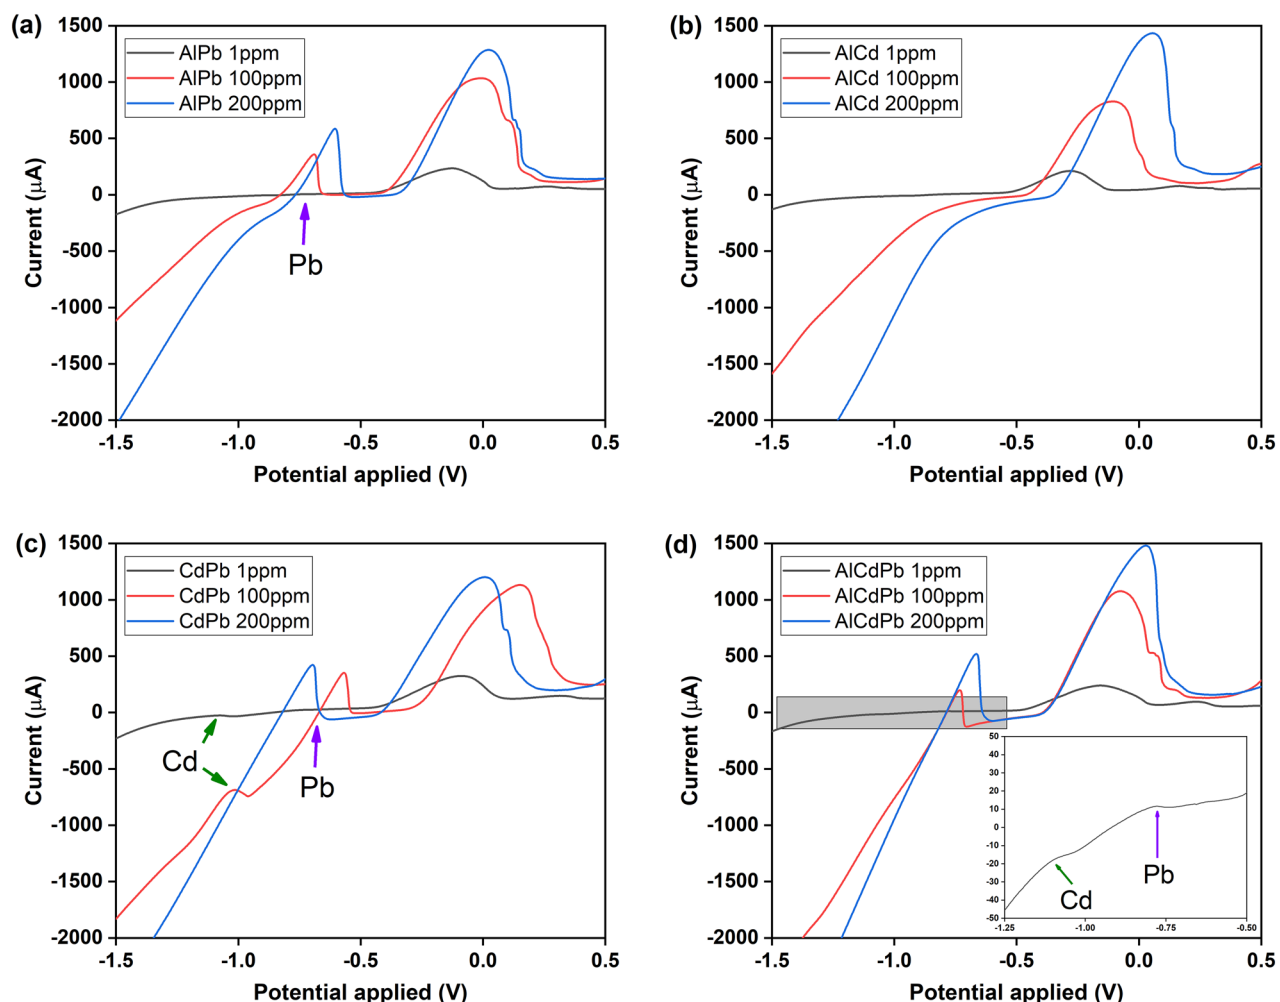 (a)
1500
1000
500
0
-500
-1000
-1500
-2000
Current (μA)
AlPb 1ppm
AlPb 100ppm
AlPb 200ppm
Pb
-1.5 -1.0 -0.5 0.0 0.5
Potential applied (V)
(b)
1500
1000
500
0
-500
-1000
-1500
-2000
Current (μA)
AlCd 1ppm
AlCd 100ppm
AlCd 200ppm
-1.5 -1.0 -0.5 0.0 0.5
Potential applied (V)
(c)
1500
1000
500
0
-500
-1000
-1500
-2000
Current (μA)
CdPb 1ppm
CdPb 100ppm
CdPb 200ppm
Cd
Pb
-1.5 -1.0 -0.5 0.0 0.5
Potential applied (V)
(d)
1500
1000
500
0
-500
-1000
-1500
-2000
Current (μA)
AlCdPb 1ppm
AlCdPb 100ppm
AlCdPb 200ppm
50
40
30
20
10
0
-10
-20
-30
-40
-50
Cd
Pb
-1.25 -1.00 -0.75 -0.50
-1.5 -1.0 -0.5 0.0 0.5
Potential applied (V)